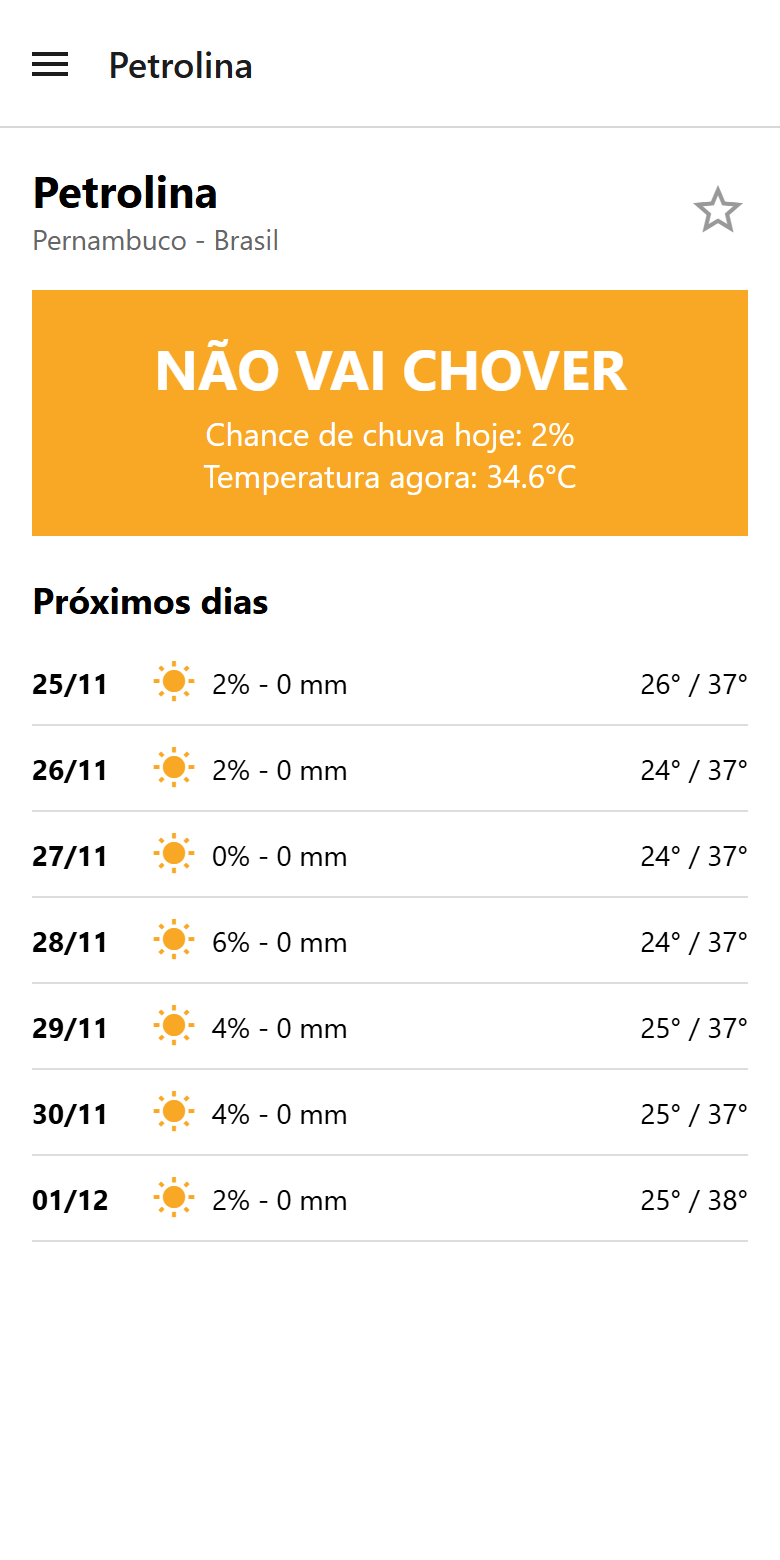 Petrolina
Petrolina
Pernambuco - Brasil
NÃO VAI CHOVER
Chance de chuva hoje: 2%
Temperatura agora: 34.6°C
Próximos dias
25/11 2% - 0 mm 26° / 37°
26/11 2% - 0 mm 24° / 37°
27/11 0% - 0 mm 24° / 37°
28/11 6% - 0 mm 24° / 37°
29/11 4% - 0 mm 25° / 37°
30/11 4% - 0 mm 25° / 37°
01/12 2% - 0 mm 25° / 38°